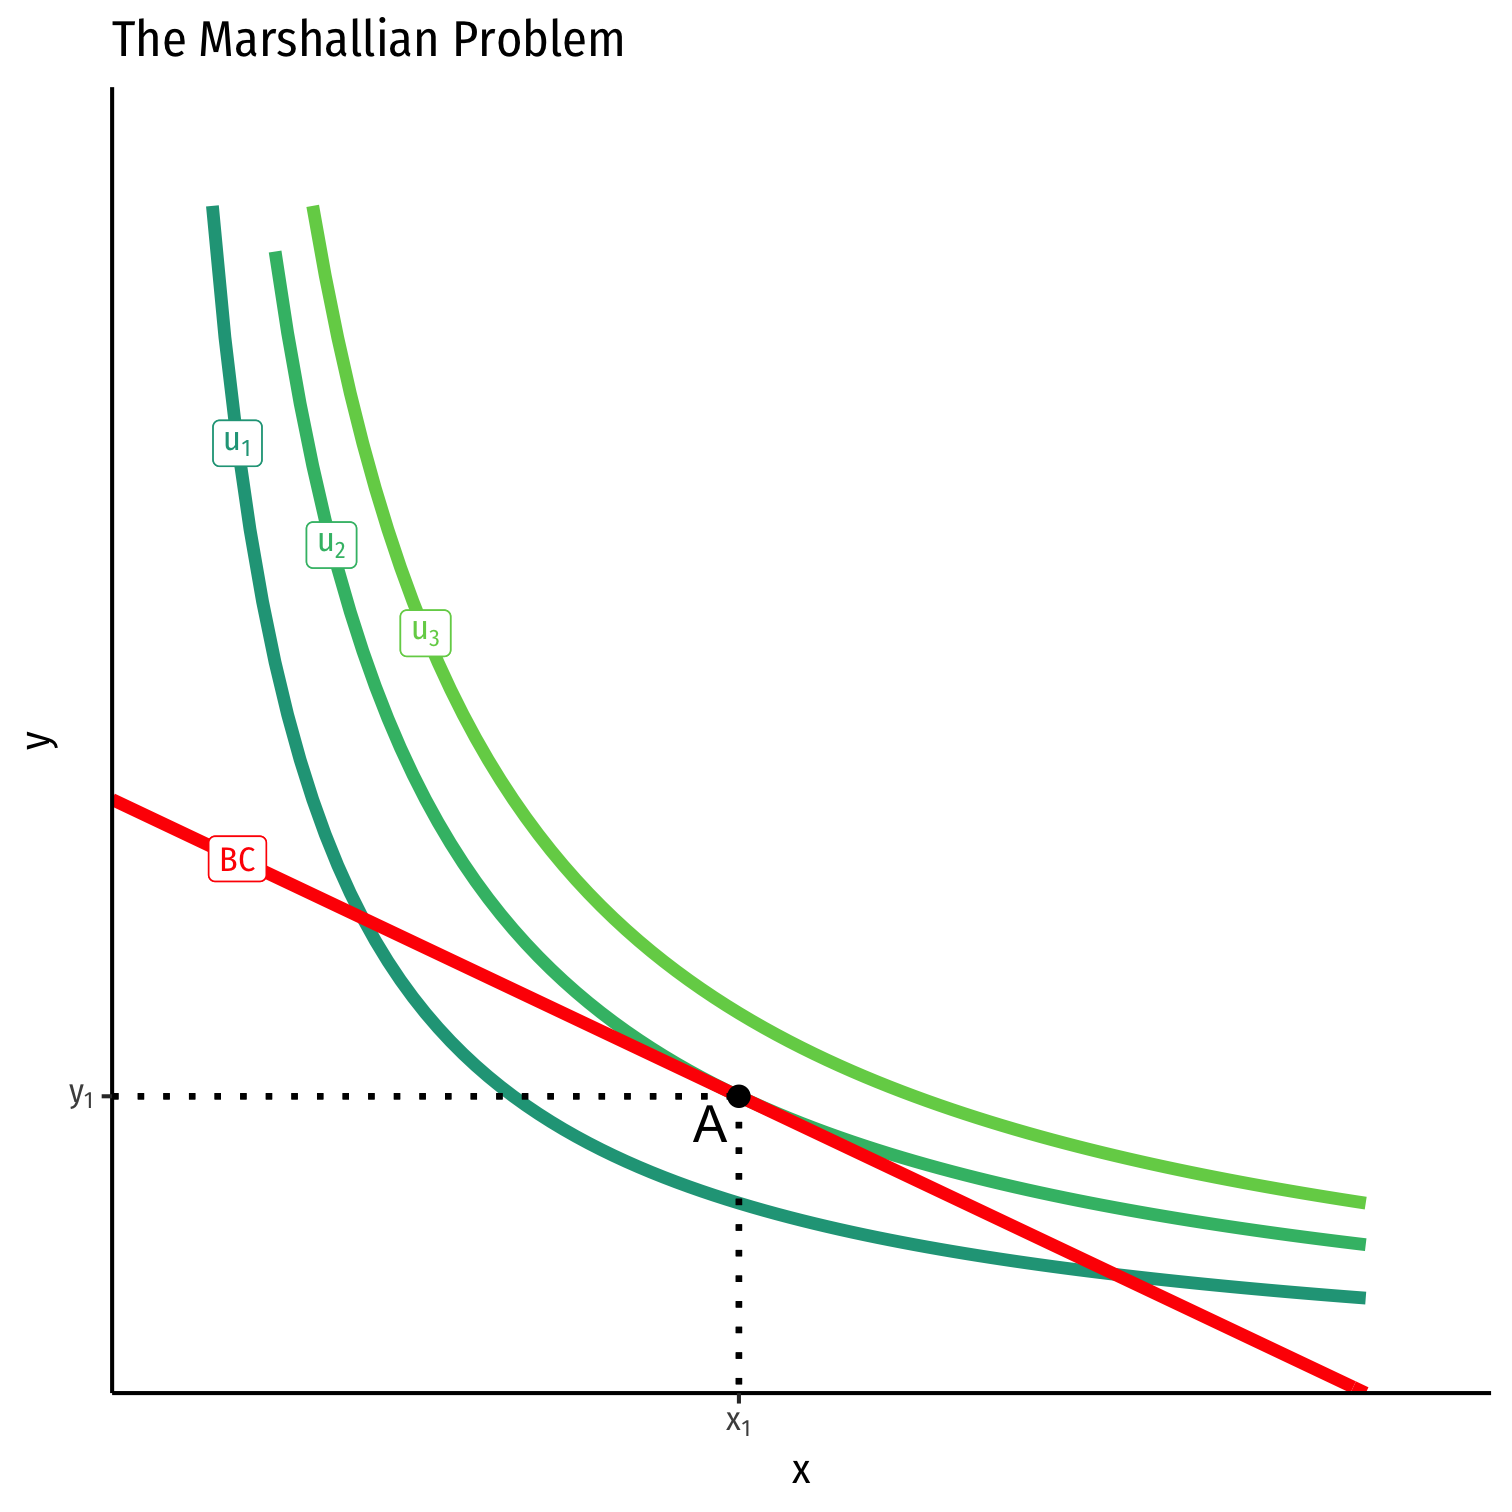 The Marshallian Problem
u₁
u₂
u₃
y
BC
y₁
A
x₁
x